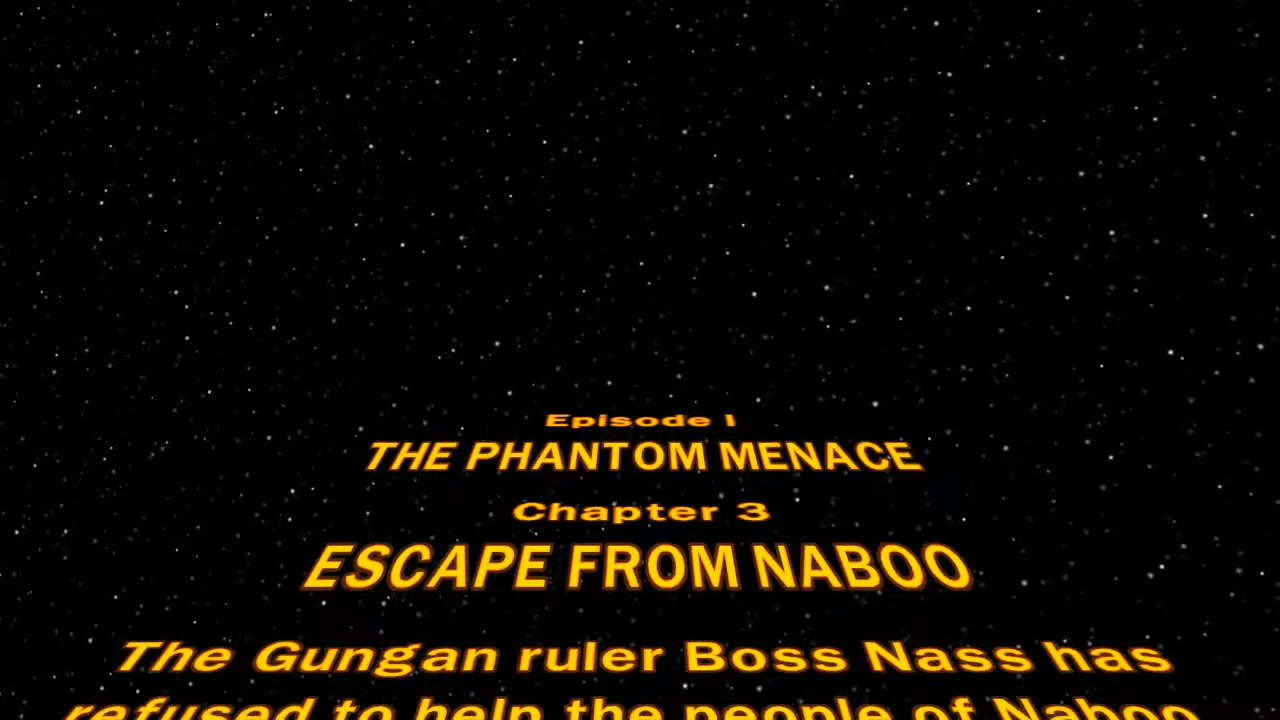 Episode I
THE PHANTOM MENACE
Chapter 3
ESCAPE FROM NABOO
The Gungan ruler Boss Nass has
refused to help the people of Naboo